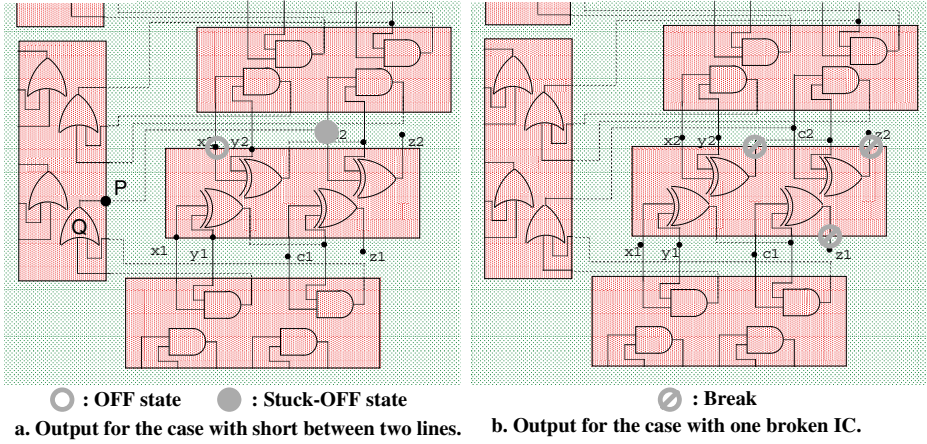 x2 y2 2 z2
P
Q
x1 y1 c1 z1
x2 y2 c2 z2
x1 y1 c1 z1
: OFF state : Stuck-OFF state
: Break
a. Output for the case with short between two lines.
b. Output for the case with one broken IC.